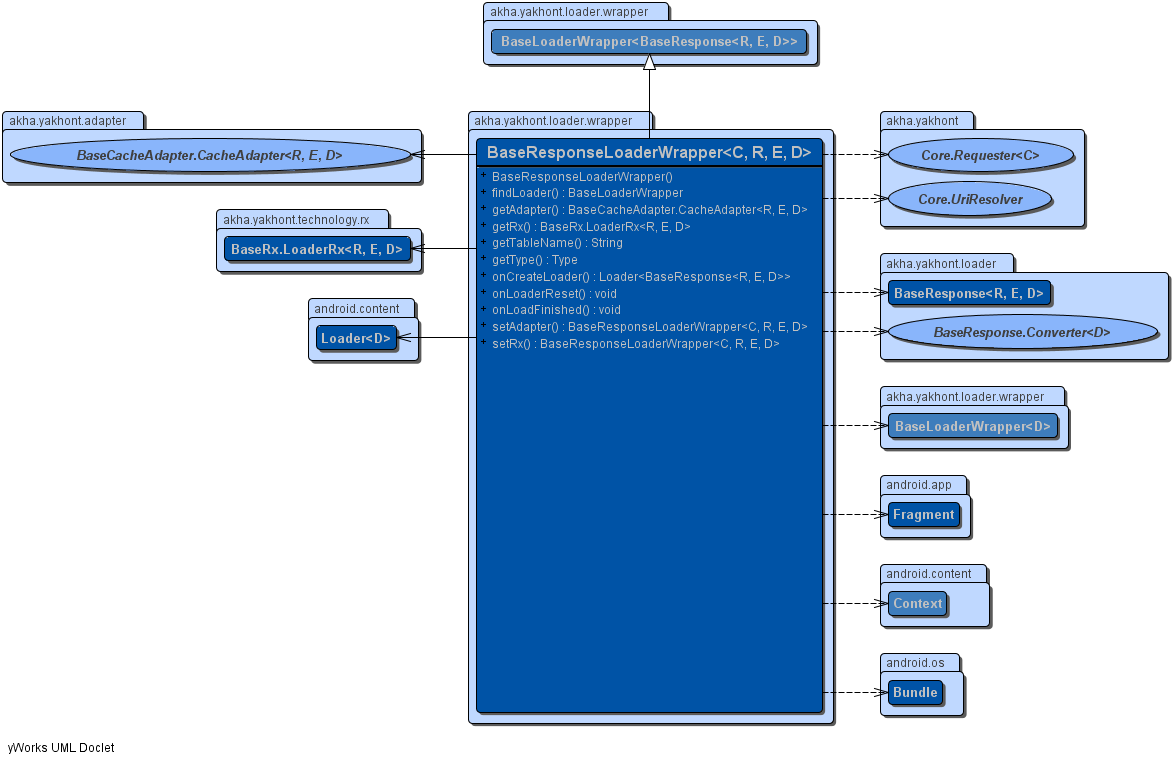 akha.yakhont.loader.wrapper
BaseLoaderWrapper<BaseResponse<R, E, D>>
akha.yakhont.adapter
BaseCacheAdapter.CacheAdapter<R, E, D>
akha.yakhont.technology.rx
BaseRx.LoaderRx<R, E, D>
android.content
Loader<D>
akha.yakhont.loader.wrapper
BaseResponseLoaderWrapper<C, R, E, D>
+ BaseResponseLoaderWrapper()
+ findLoader() : BaseLoaderWrapper
+ getAdapter() : BaseCacheAdapter.CacheAdapter<R, E, D>
+ getRx() : BaseRx.LoaderRx<R, E, D>
+ getTableName() : String
+ getType() : Type
+ onCreateLoader() : Loader<BaseResponse<R, E, D>>
+ onLoaderReset() : void
+ onLoadFinished() : void
+ setAdapter() : BaseResponseLoaderWrapper<C, R, E, D>
+ setRx() : BaseResponseLoaderWrapper<C, R, E, D>
akha.yakhont
Core.Requester<C>
Core.UriResolver
akha.yakhont.loader
BaseResponse<R, E, D>
BaseResponse.Converter<D>
akha.yakhont.loader.wrapper
BaseLoaderWrapper<D>
android.app
Fragment
android.content
Context
android.os
Bundle
yWorks UML Doclet